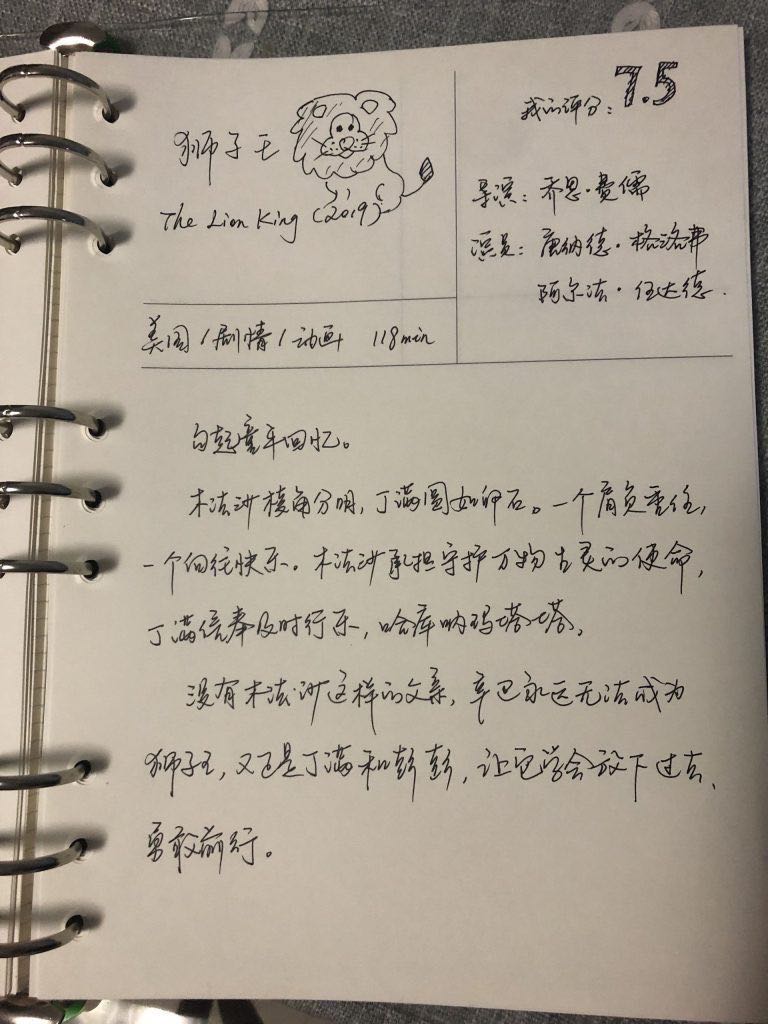 狮子王
The Lion King (2019)
我的评分：7.5
导演：乔恩·费儒
演员：唐纳德·格洛弗
阿尔法·伍达德
美国/剧情/动画 118min
勾起童年回忆。
木法沙棱角分明，丁满圆如卵石。一个肩负重任，
一个向往快乐。木法沙承担守护万物生灵的使命，
丁满信奉及时行乐，哈库呐玛塔塔。
没有木法沙这样的父亲，辛巴永远无法成为
狮子王，又正是丁满和彭彭，让它学会放下过去、
勇敢前行。